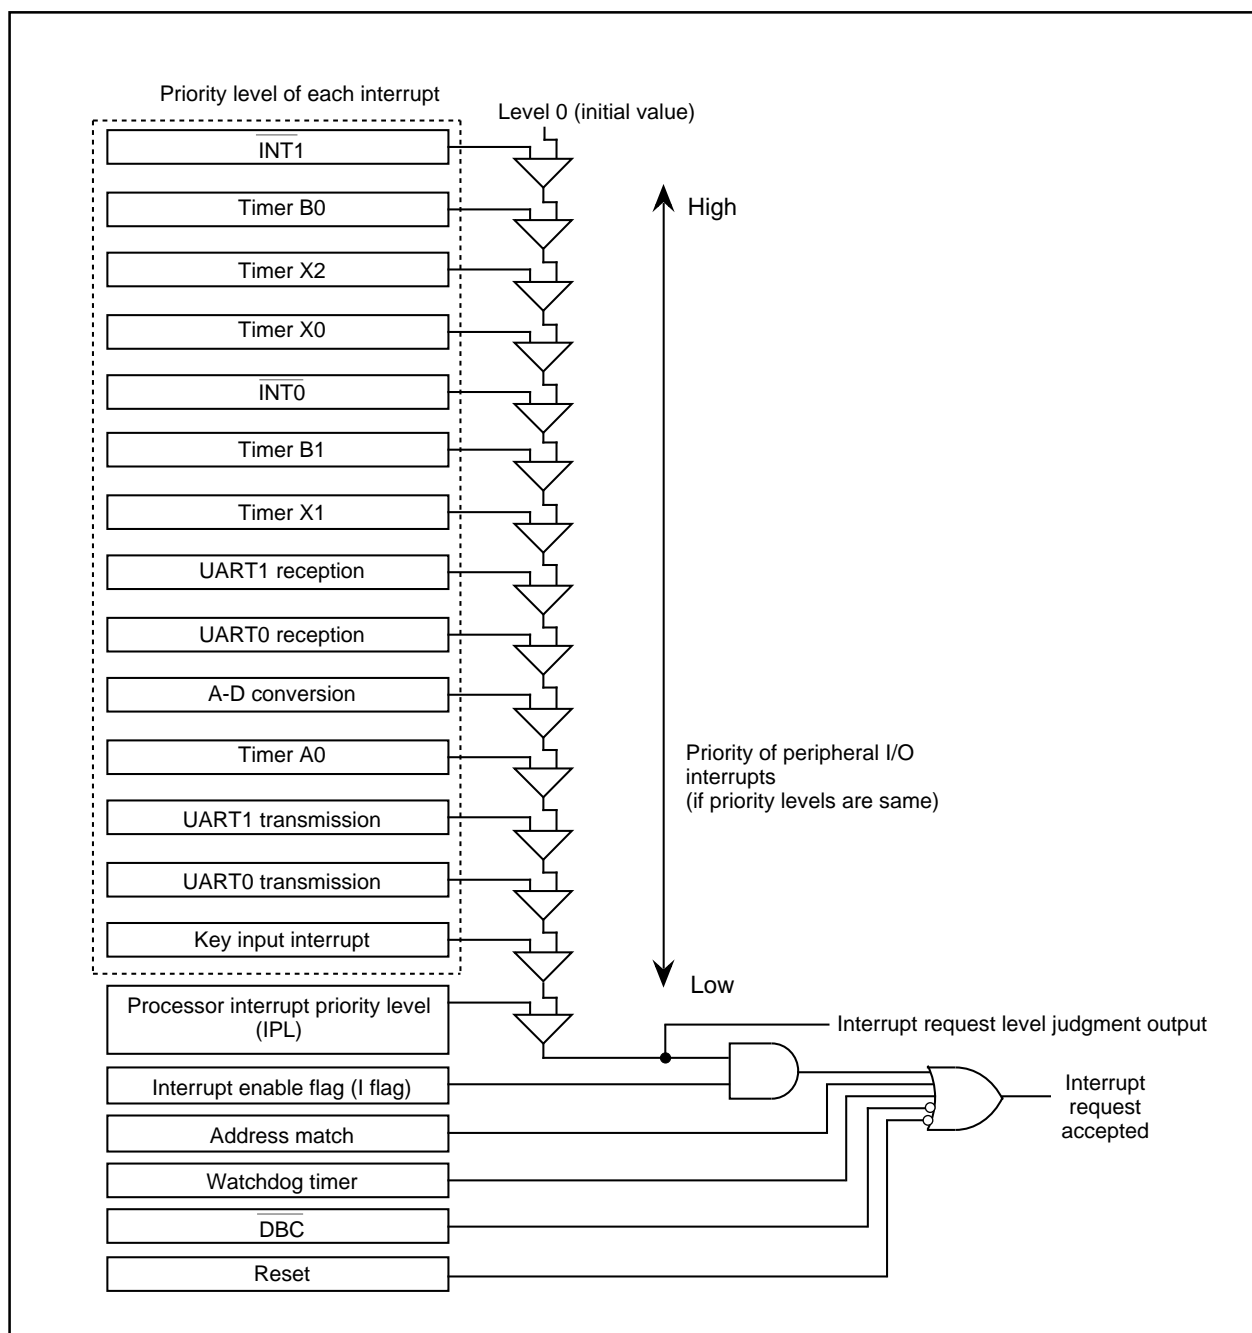 Priority level of each interrupt
Level 0 (initial value)
INT1
High
Timer B0
Timer X2
Timer X0
INT0
Timer B1
Timer X1
UART1 reception
UART0 reception
A-D conversion
Timer A0
Priority of peripheral I/O
interrupts
(if priority levels are same)
UART1 transmission
UART0 transmission
Key input interrupt
Low
Processor interrupt priority level
(IPL)
Interrupt request level judgment output
Interrupt enable flag (I flag)
Interrupt
request
accepted
Address match
Watchdog timer
DBC
Reset